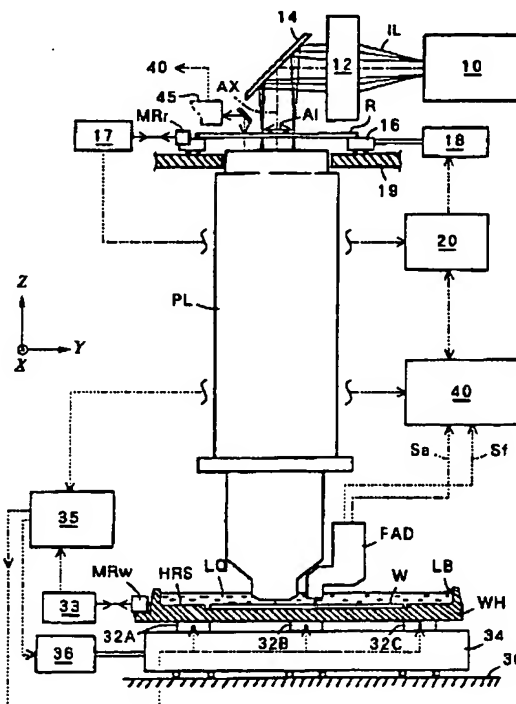 14
IL
40
12
10
45
AX
MRr
AI
R
16
17
18
19
20
Z
PL
X
Y
40
Sa
Sf
35
FAD
MRw
HRS
LQ
W
LB
33
WH
32A
32B
32C
34
36